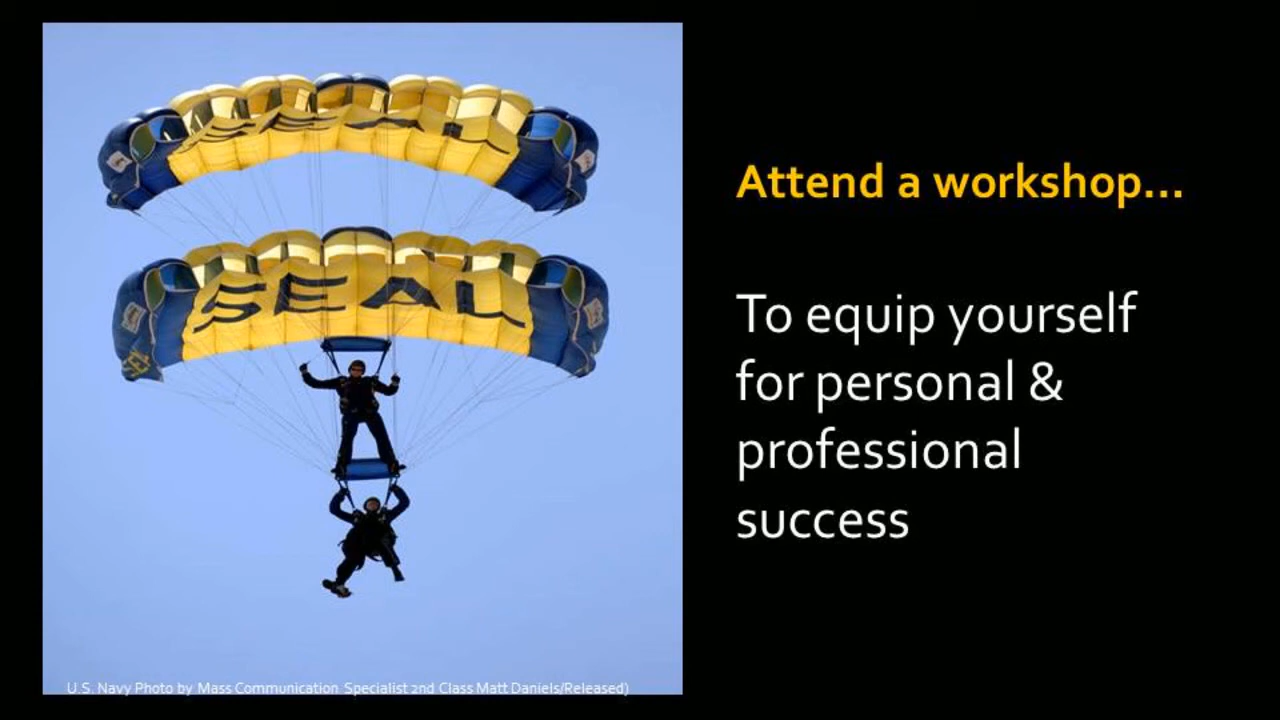 SEAL
SEAL
Attend a workshop...
To equip yourself
for personal &
professional
success
U.S. Navy Photo by Mass Communication Specialist 2nd Class Matt Daniels/Released)